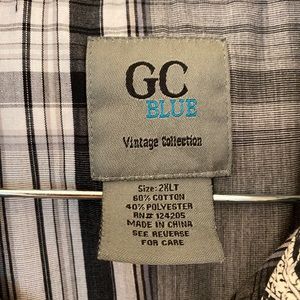 GC
BLUE
Vintage Collection
Size: 2XLT
60% COTTON
40% POLYESTER
RN# 124205
MADE IN CHINA
SEE REVERSE
FOR CARE